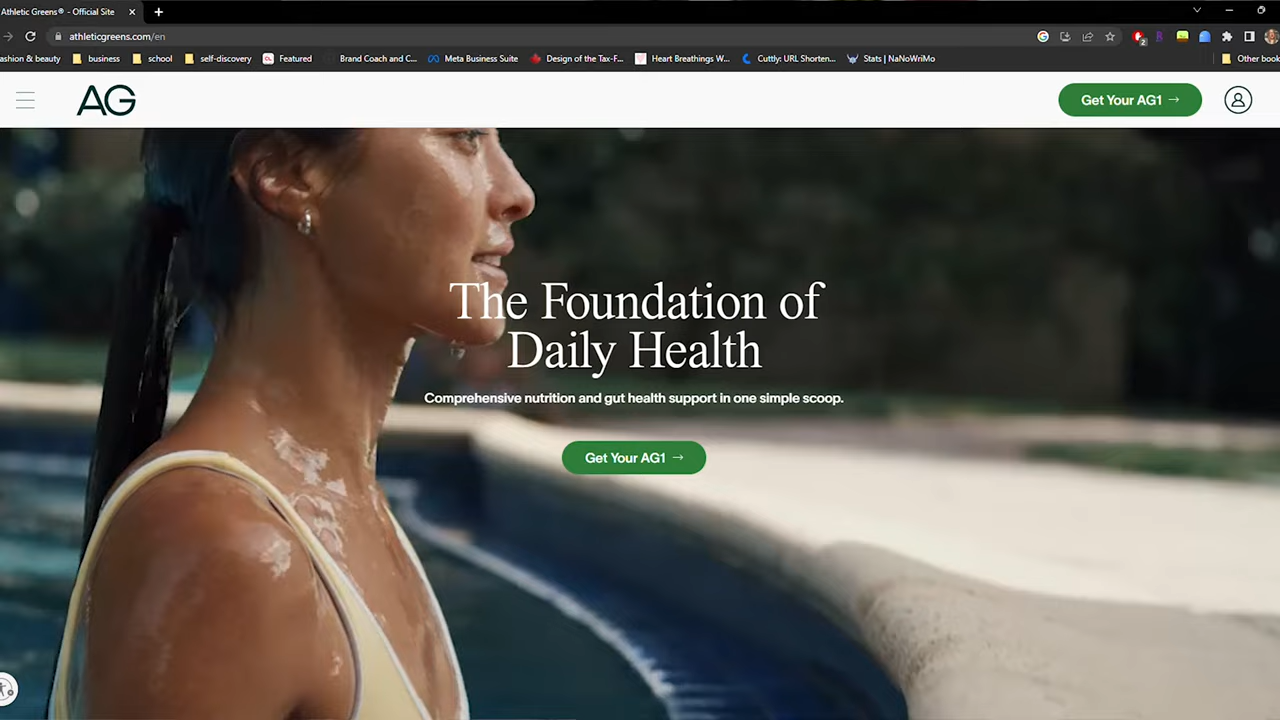 Athletic Greens® - Official Site
athleticgreens.com/en
ashion & beauty business school self-discovery Featured Brand Coach and C... Meta Business Suite Design of the Tax-F... Heart Breathings W... Cuttly: URL Shorten... Stats | NaNoWriMo Other book
AG
Get Your AG1 →
The Foundation of
Daily Health
Comprehensive nutrition and gut health support in one simple scoop.
Get Your AG1 →